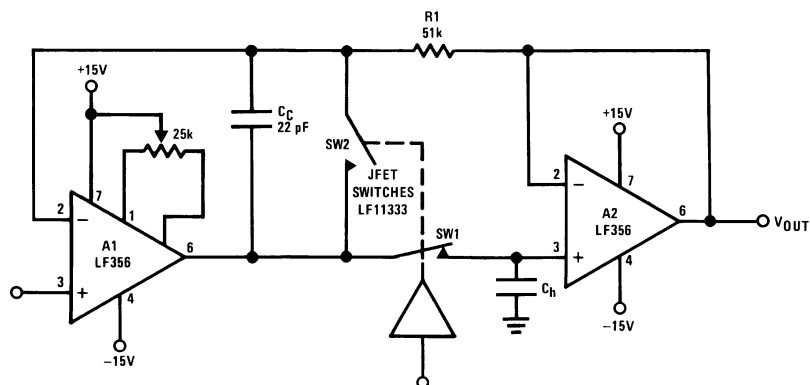 R1
51k
+15V
C_C
22 pF
25k
SW2
+15V
JFET
SWITCHES
LF11333
7
1
2
−
A1
LF356
6
3
+
4
−15V
SW1
C_h
2
−
7
A2
LF356
6
3
+
4
−15V
V_OUT